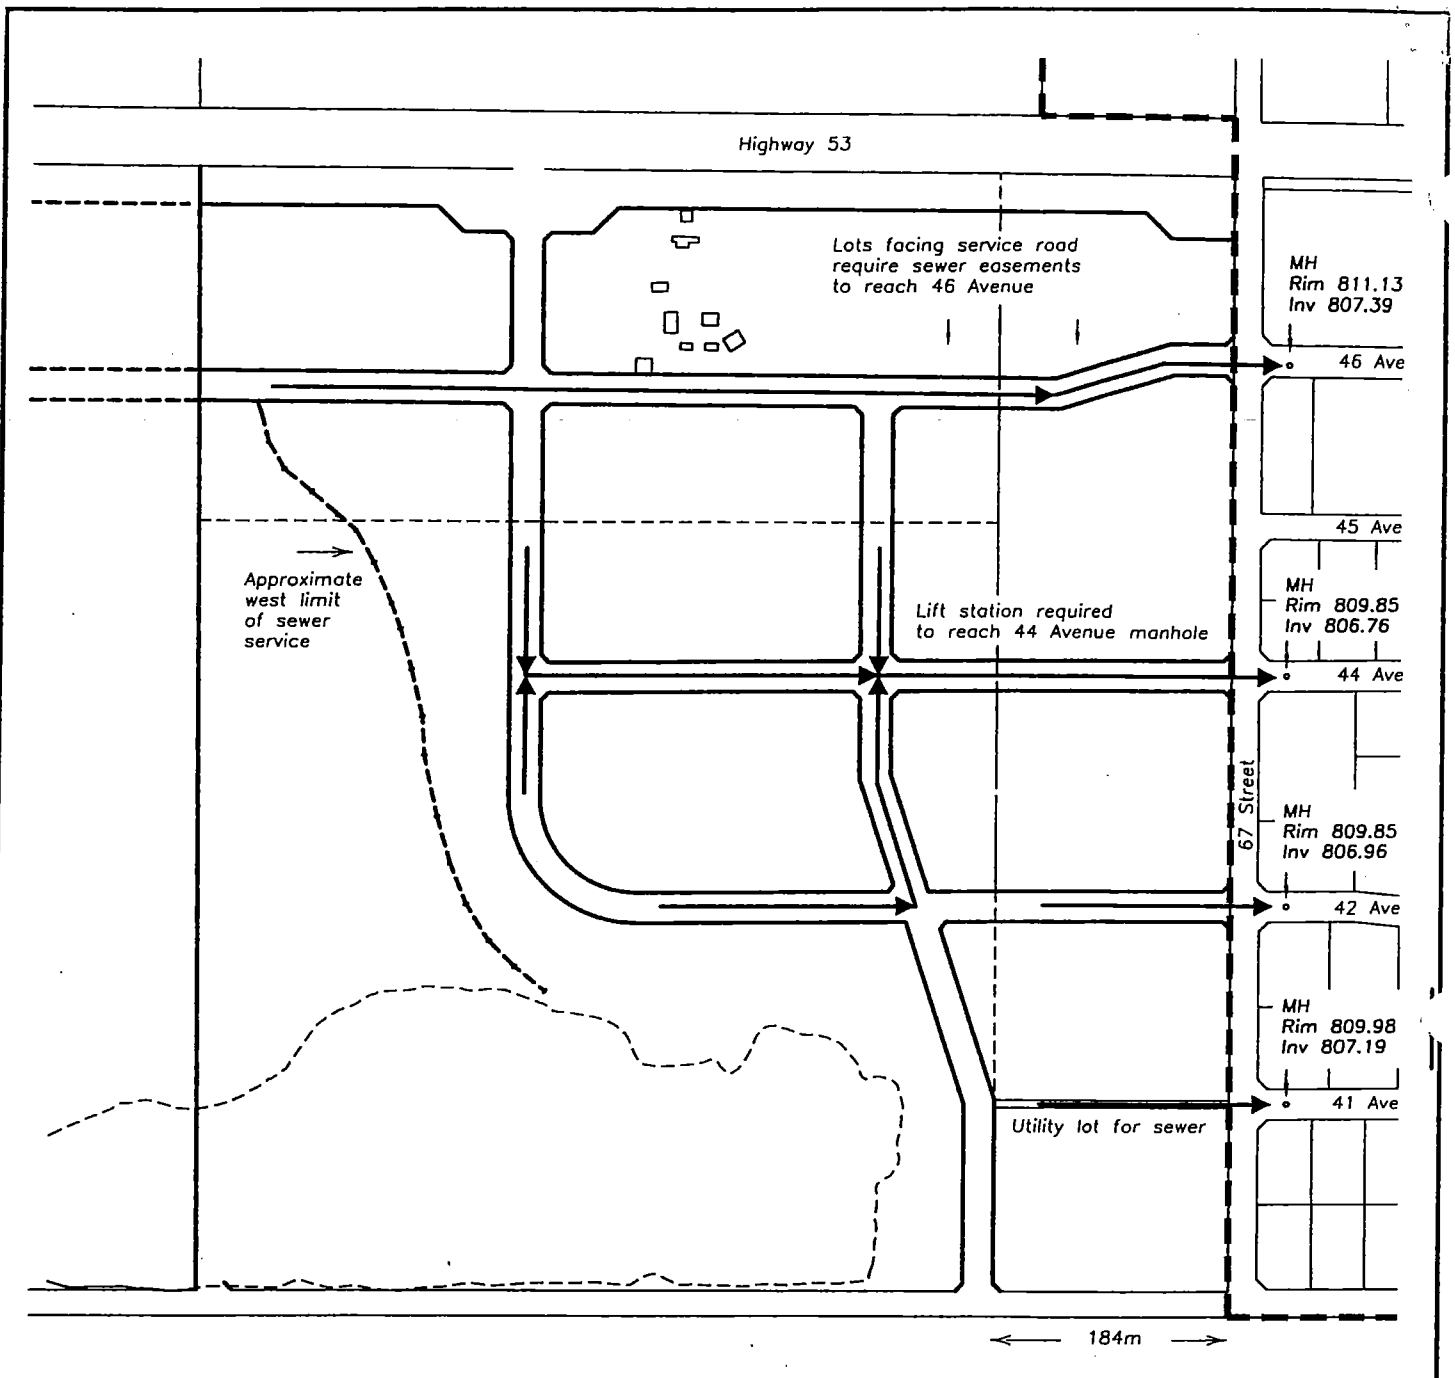 Highway 53
Lots facing service road
require sewer easements
to reach 46 Avenue
MH
Rim 811.13
Inv 807.39
46 Ave
45 Ave
Approximate
west limit
of sewer
service
MH
Rim 809.85
Inv 806.76
Lift station required
to reach 44 Avenue manhole
44 Ave
67 Street
MH
Rim 809.85
Inv 806.96
42 Ave
MH
Rim 809.98
Inv 807.19
41 Ave
Utility lot for sewer
184m